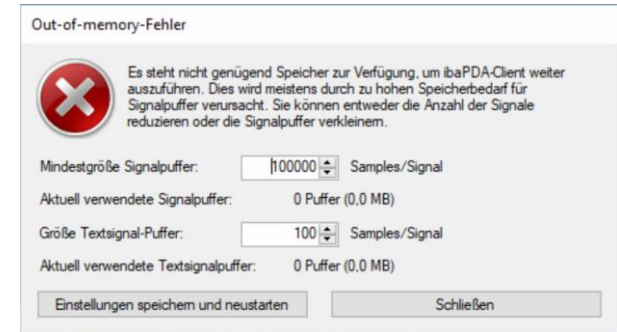 Out-of-memory-Fehler
Es steht nicht genügend Speicher zur Verfügung, um ibaPDA-Client weiter
auszuführen. Dies wird meistens durch zu hohen Speicherbedarf für
Signalpuffer verursacht. Sie können entweder die Anzahl der Signale
reduzieren oder die Signalpuffer verkleinern.
Mindestgröße Signalpuffer: 100000 Samples/Signal
Aktuell verwendete Signalpuffer: 0 Puffer (0,0 MB)
Größe Textsignal-Puffer: 100 Samples/Signal
Aktuell verwendete Textsignalpuffer: 0 Puffer (0,0 MB)
Einstellungen speichern und neustarten Schließen